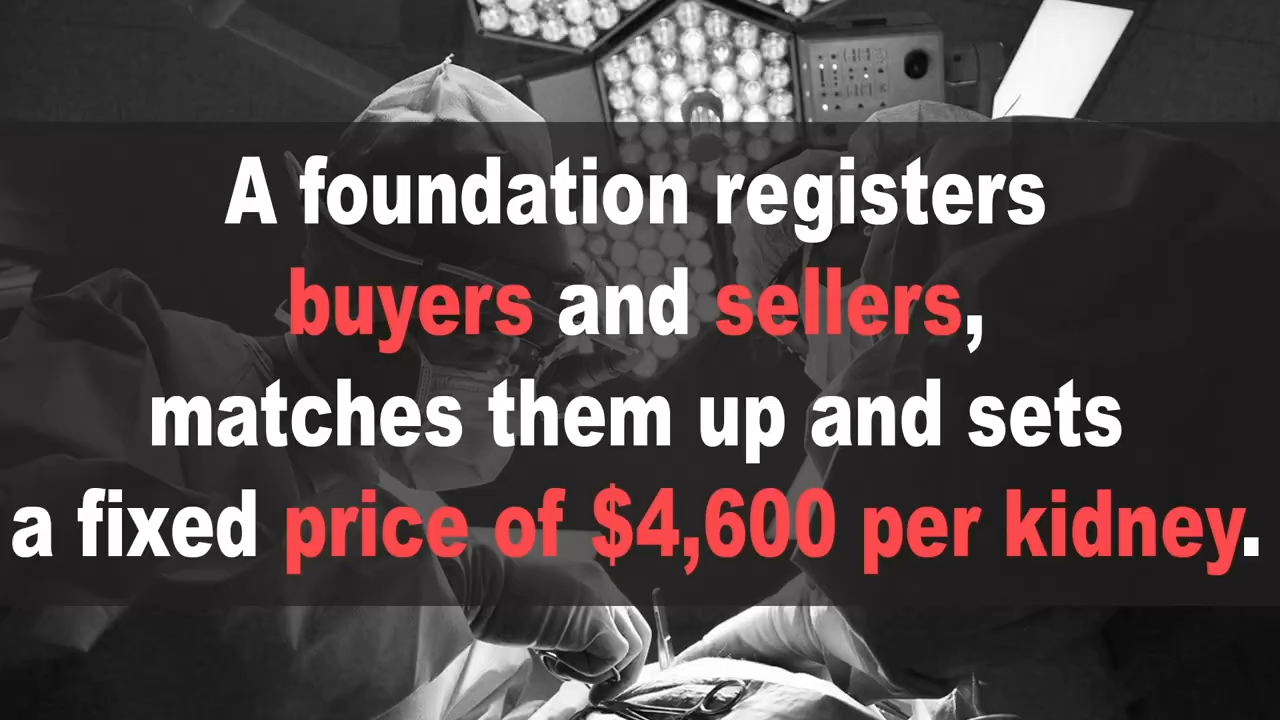 A foundation registers
buyers and sellers,
matches them up and sets
a fixed price of $4,600 per kidney.